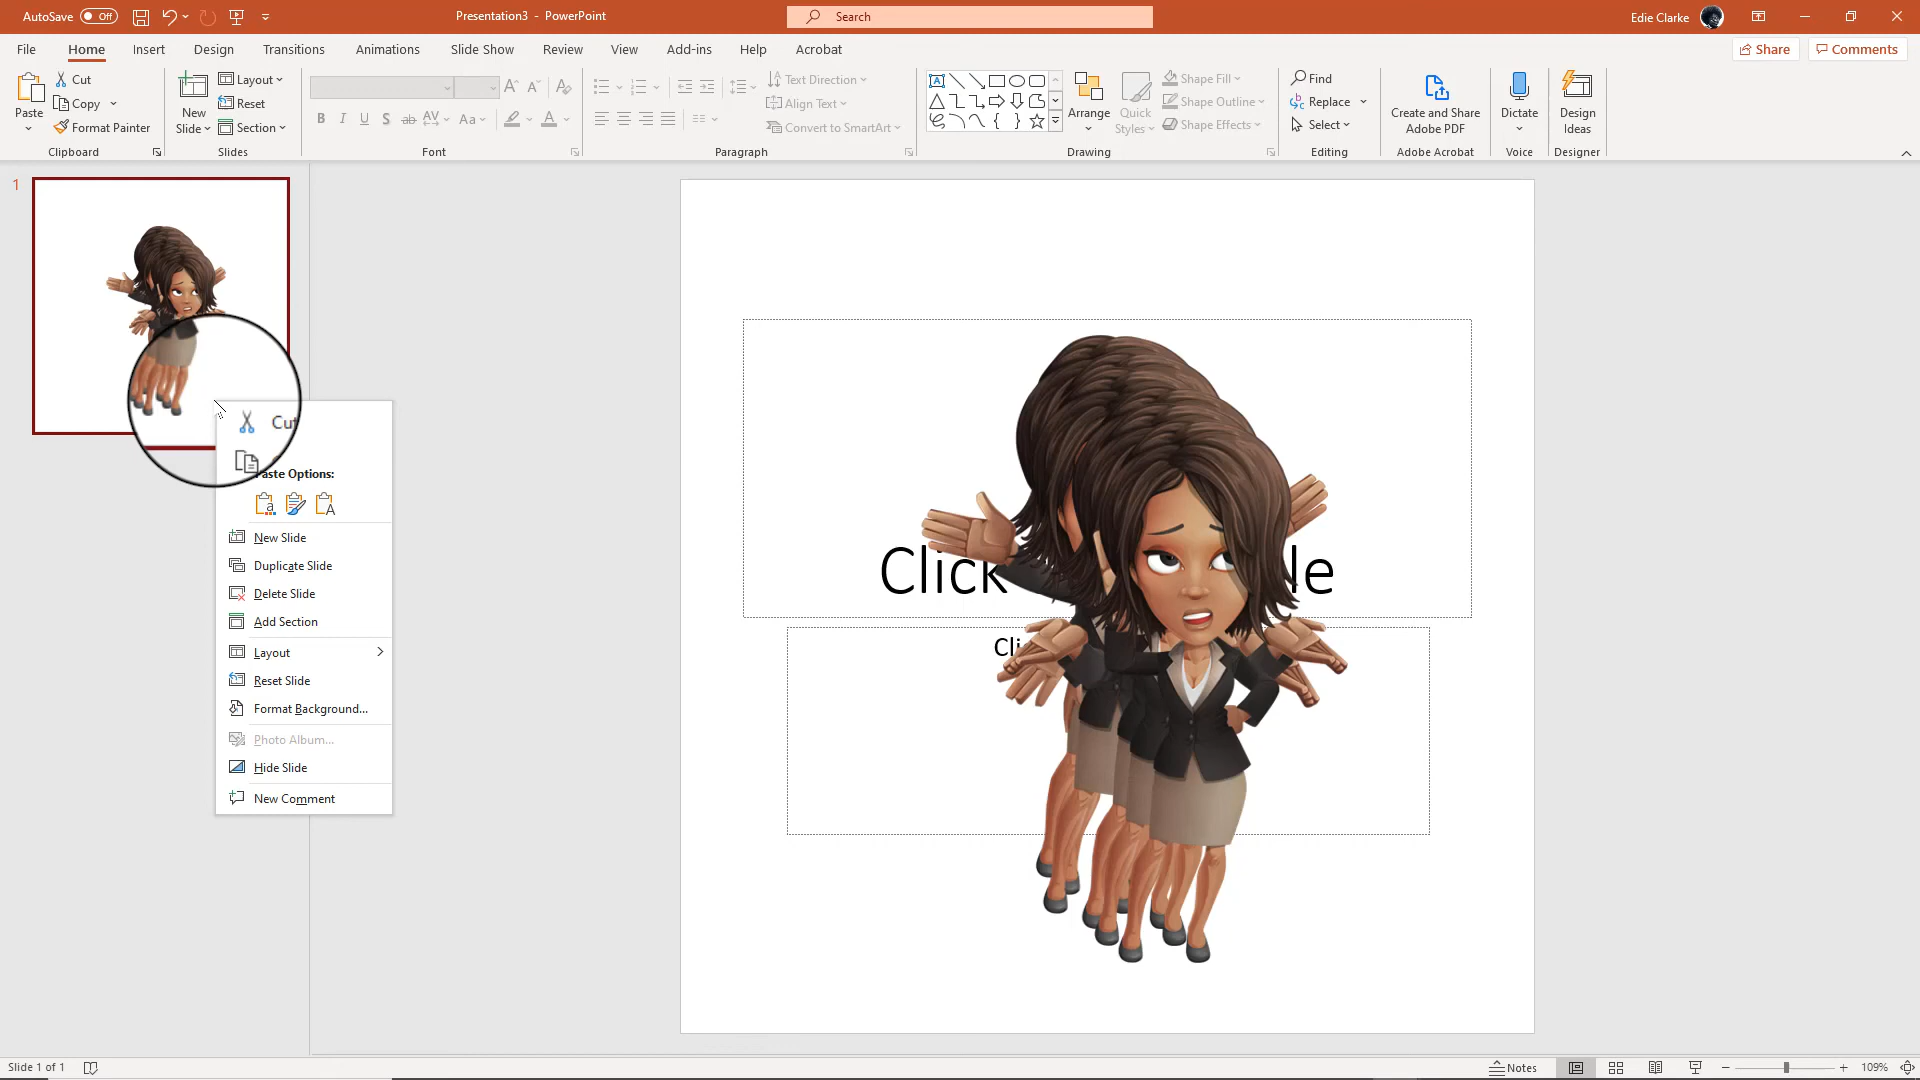 AutoSave Off
Presentation3 - PowerPoint
Search
Edie Clarke
File Home Insert Design Transitions Animations Slide Show Review View Add-ins Help Acrobat
Share Comments
Paste
Cut
Copy
Format Painter
Clipboard
New Slide
Layout
Reset
Section
Slides
B I U S ab AV Aa A
Font
Text Direction
Align Text
Convert to SmartArt
Paragraph
Arrange
Quick Styles
Shape Fill
Shape Outline
Shape Effects
Drawing
Find
Replace
Select
Editing
Create and Share
Adobe PDF
Adobe Acrobat
Dictate
Voice
Design
Ideas
Designer
1
Cut
Paste Options:
New Slide
Duplicate Slide
Delete Slide
Add Section
Layout
Reset Slide
Format Background...
Photo Album...
Hide Slide
New Comment
Click
Slide 1 of 1
Notes
109%